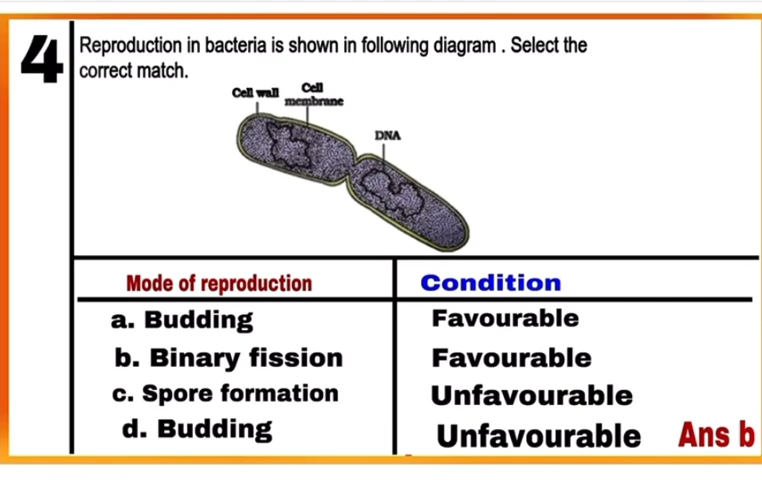 4
Reproduction in bacteria is shown in following diagram . Select the
correct match.
Cell wall
Cell
membrane
DNA
Mode of reproduction Condition
a. Budding Favourable
b. Binary fission Favourable
c. Spore formation Unfavourable
d. Budding Unfavourable Ans b